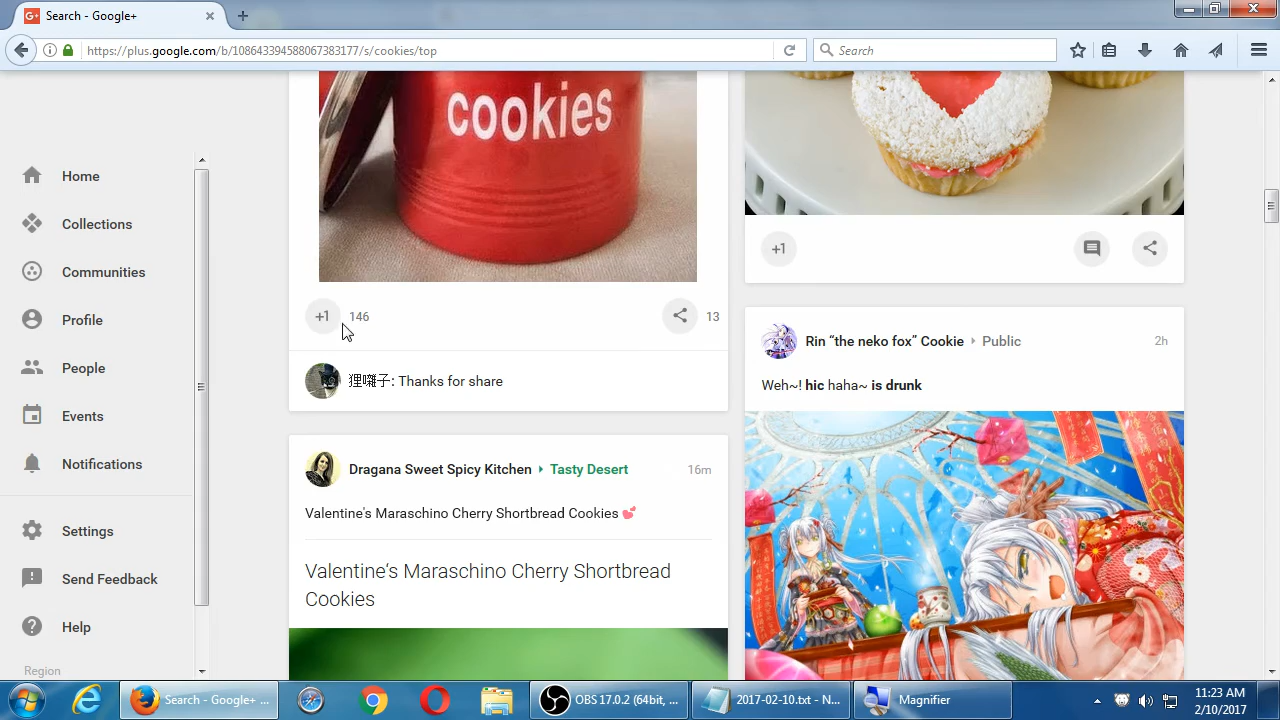 Search - Google+
https://plus.google.com/b/108643394588067383177/s/cookies/top
Search
Home
Collections
Communities
Profile
People
Events
Notifications
Settings
Send Feedback
Help
Region
cookies
+1
146
13
狸囃子: Thanks for share
Dragana Sweet Spicy Kitchen
Tasty Desert
16m
Valentine's Maraschino Cherry Shortbread Cookies 💕
Valentine's Maraschino Cherry Shortbread
Cookies
+1
Rin "the neko fox" Cookie
Public
2h
Weh~! hic haha~ is drunk
Search - Google+ ...
OBS 17.0.2 (64bit, ...
2017-02-10.txt - N...
Magnifier
11:23 AM
2/10/2017